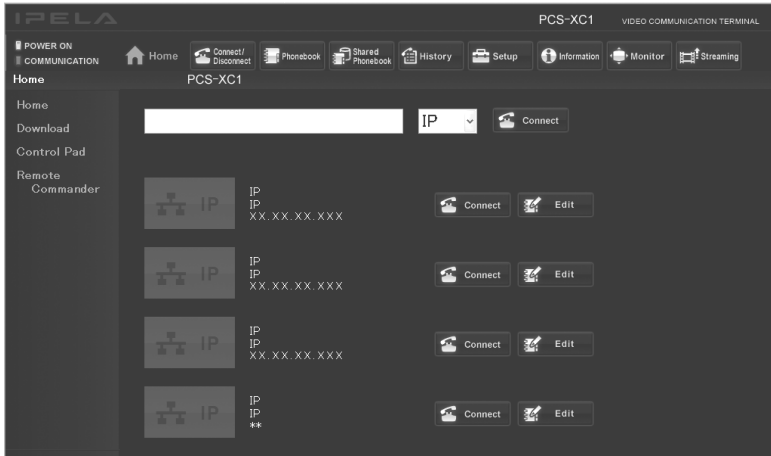 IPELA
PCS-XC1 VIDEO COMMUNICATION TERMINAL
POWER ON
COMMUNICATION
Home
Connect/
Disconnect
Phonebook
Shared
Phonebook
History
Setup
Information
Monitor
Streaming
Home
PCS-XC1
Home
Download
Control Pad
Remote
Commander
IP
Connect
IP
IP
IP
XX.XX.XX.XXX
Connect
Edit
IP
IP
IP
XX.XX.XX.XXX
Connect
Edit
IP
IP
IP
XX.XX.XX.XXX
Connect
Edit
IP
IP
IP
**
Connect
Edit